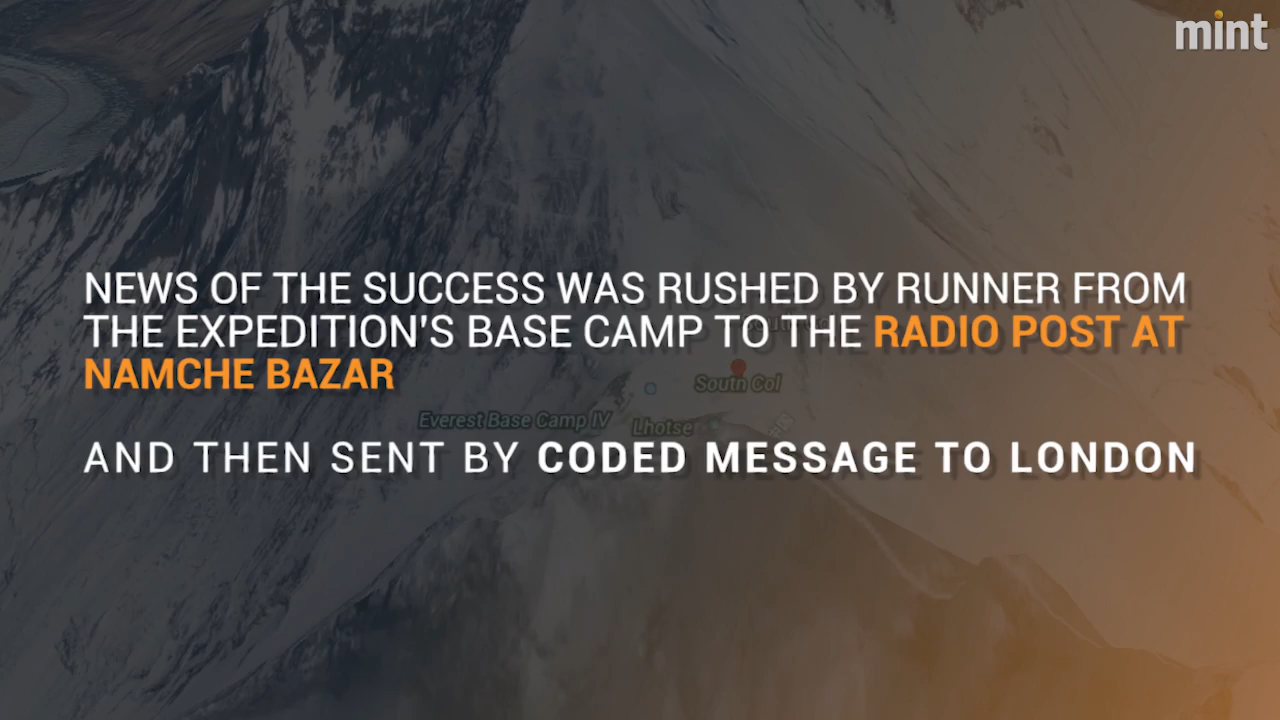 mint
NEWS OF THE SUCCESS WAS RUSHED BY RUNNER FROM
THE EXPEDITION'S BASE CAMP TO THE RADIO POST AT
NAMCHE BAZAR
South Col
Everest Base Camp IV
Lhotse
AND THEN SENT BY CODED MESSAGE TO LONDON